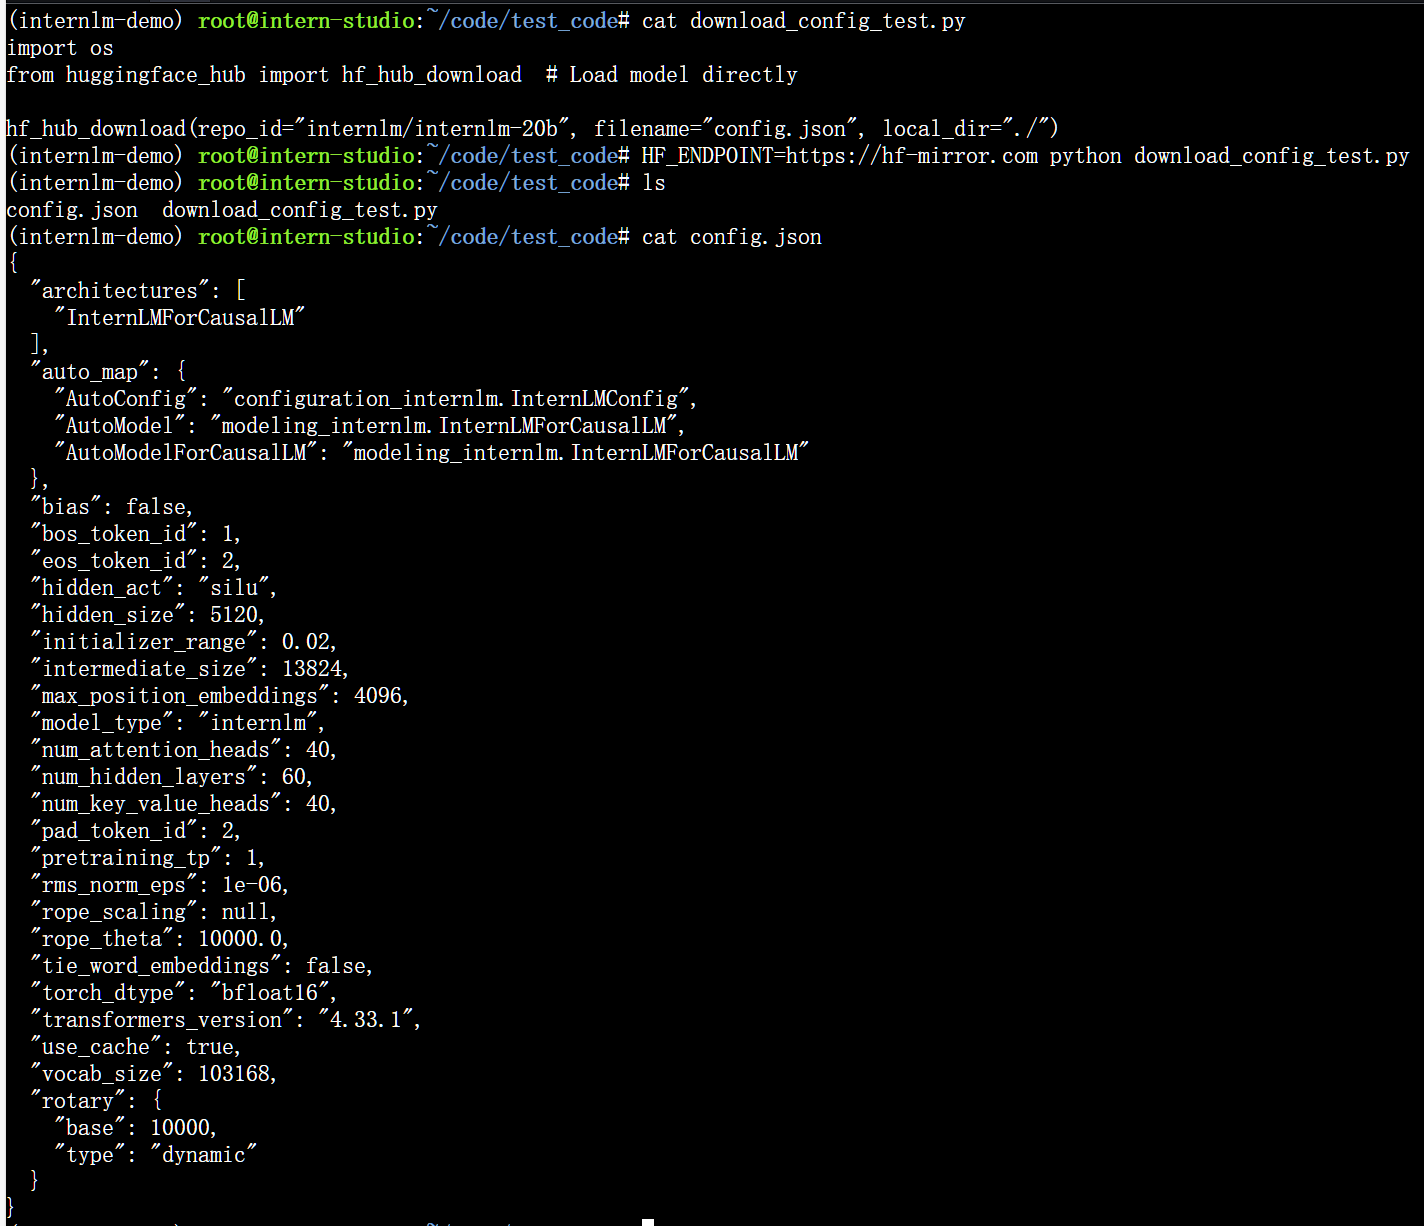 (internlm-demo) root@intern-studio:~/code/test_code# cat download_config_test.py
import os
from huggingface_hub import hf_hub_download  # Load model directly

hf_hub_download(repo_id="internlm/internlm-20b", filename="config.json", local_dir="./")
(internlm-demo) root@intern-studio:~/code/test_code# HF_ENDPOINT=https://hf-mirror.com python download_config_test.py
(internlm-demo) root@intern-studio:~/code/test_code# ls
config.json  download_config_test.py
(internlm-demo) root@intern-studio:~/code/test_code# cat config.json
{
  "architectures": [
    "InternLMForCausalLM"
  ],
  "auto_map": {
    "AutoConfig": "configuration_internlm.InternLMConfig",
    "AutoModel": "modeling_internlm.InternLMForCausalLM",
    "AutoModelForCausalLM": "modeling_internlm.InternLMForCausalLM"
  },
  "bias": false,
  "bos_token_id": 1,
  "eos_token_id": 2,
  "hidden_act": "silu",
  "hidden_size": 5120,
  "initializer_range": 0.02,
  "intermediate_size": 13824,
  "max_position_embeddings": 4096,
  "model_type": "internlm",
  "num_attention_heads": 40,
  "num_hidden_layers": 60,
  "num_key_value_heads": 40,
  "pad_token_id": 2,
  "pretraining_tp": 1,
  "rms_norm_eps": 1e-06,
  "rope_scaling": null,
  "rope_theta": 10000.0,
  "tie_word_embeddings": false,
  "torch_dtype": "bfloat16",
  "transformers_version": "4.33.1",
  "use_cache": true,
  "vocab_size": 103168,
  "rotary": {
    "base": 10000,
    "type": "dynamic"
  }
}